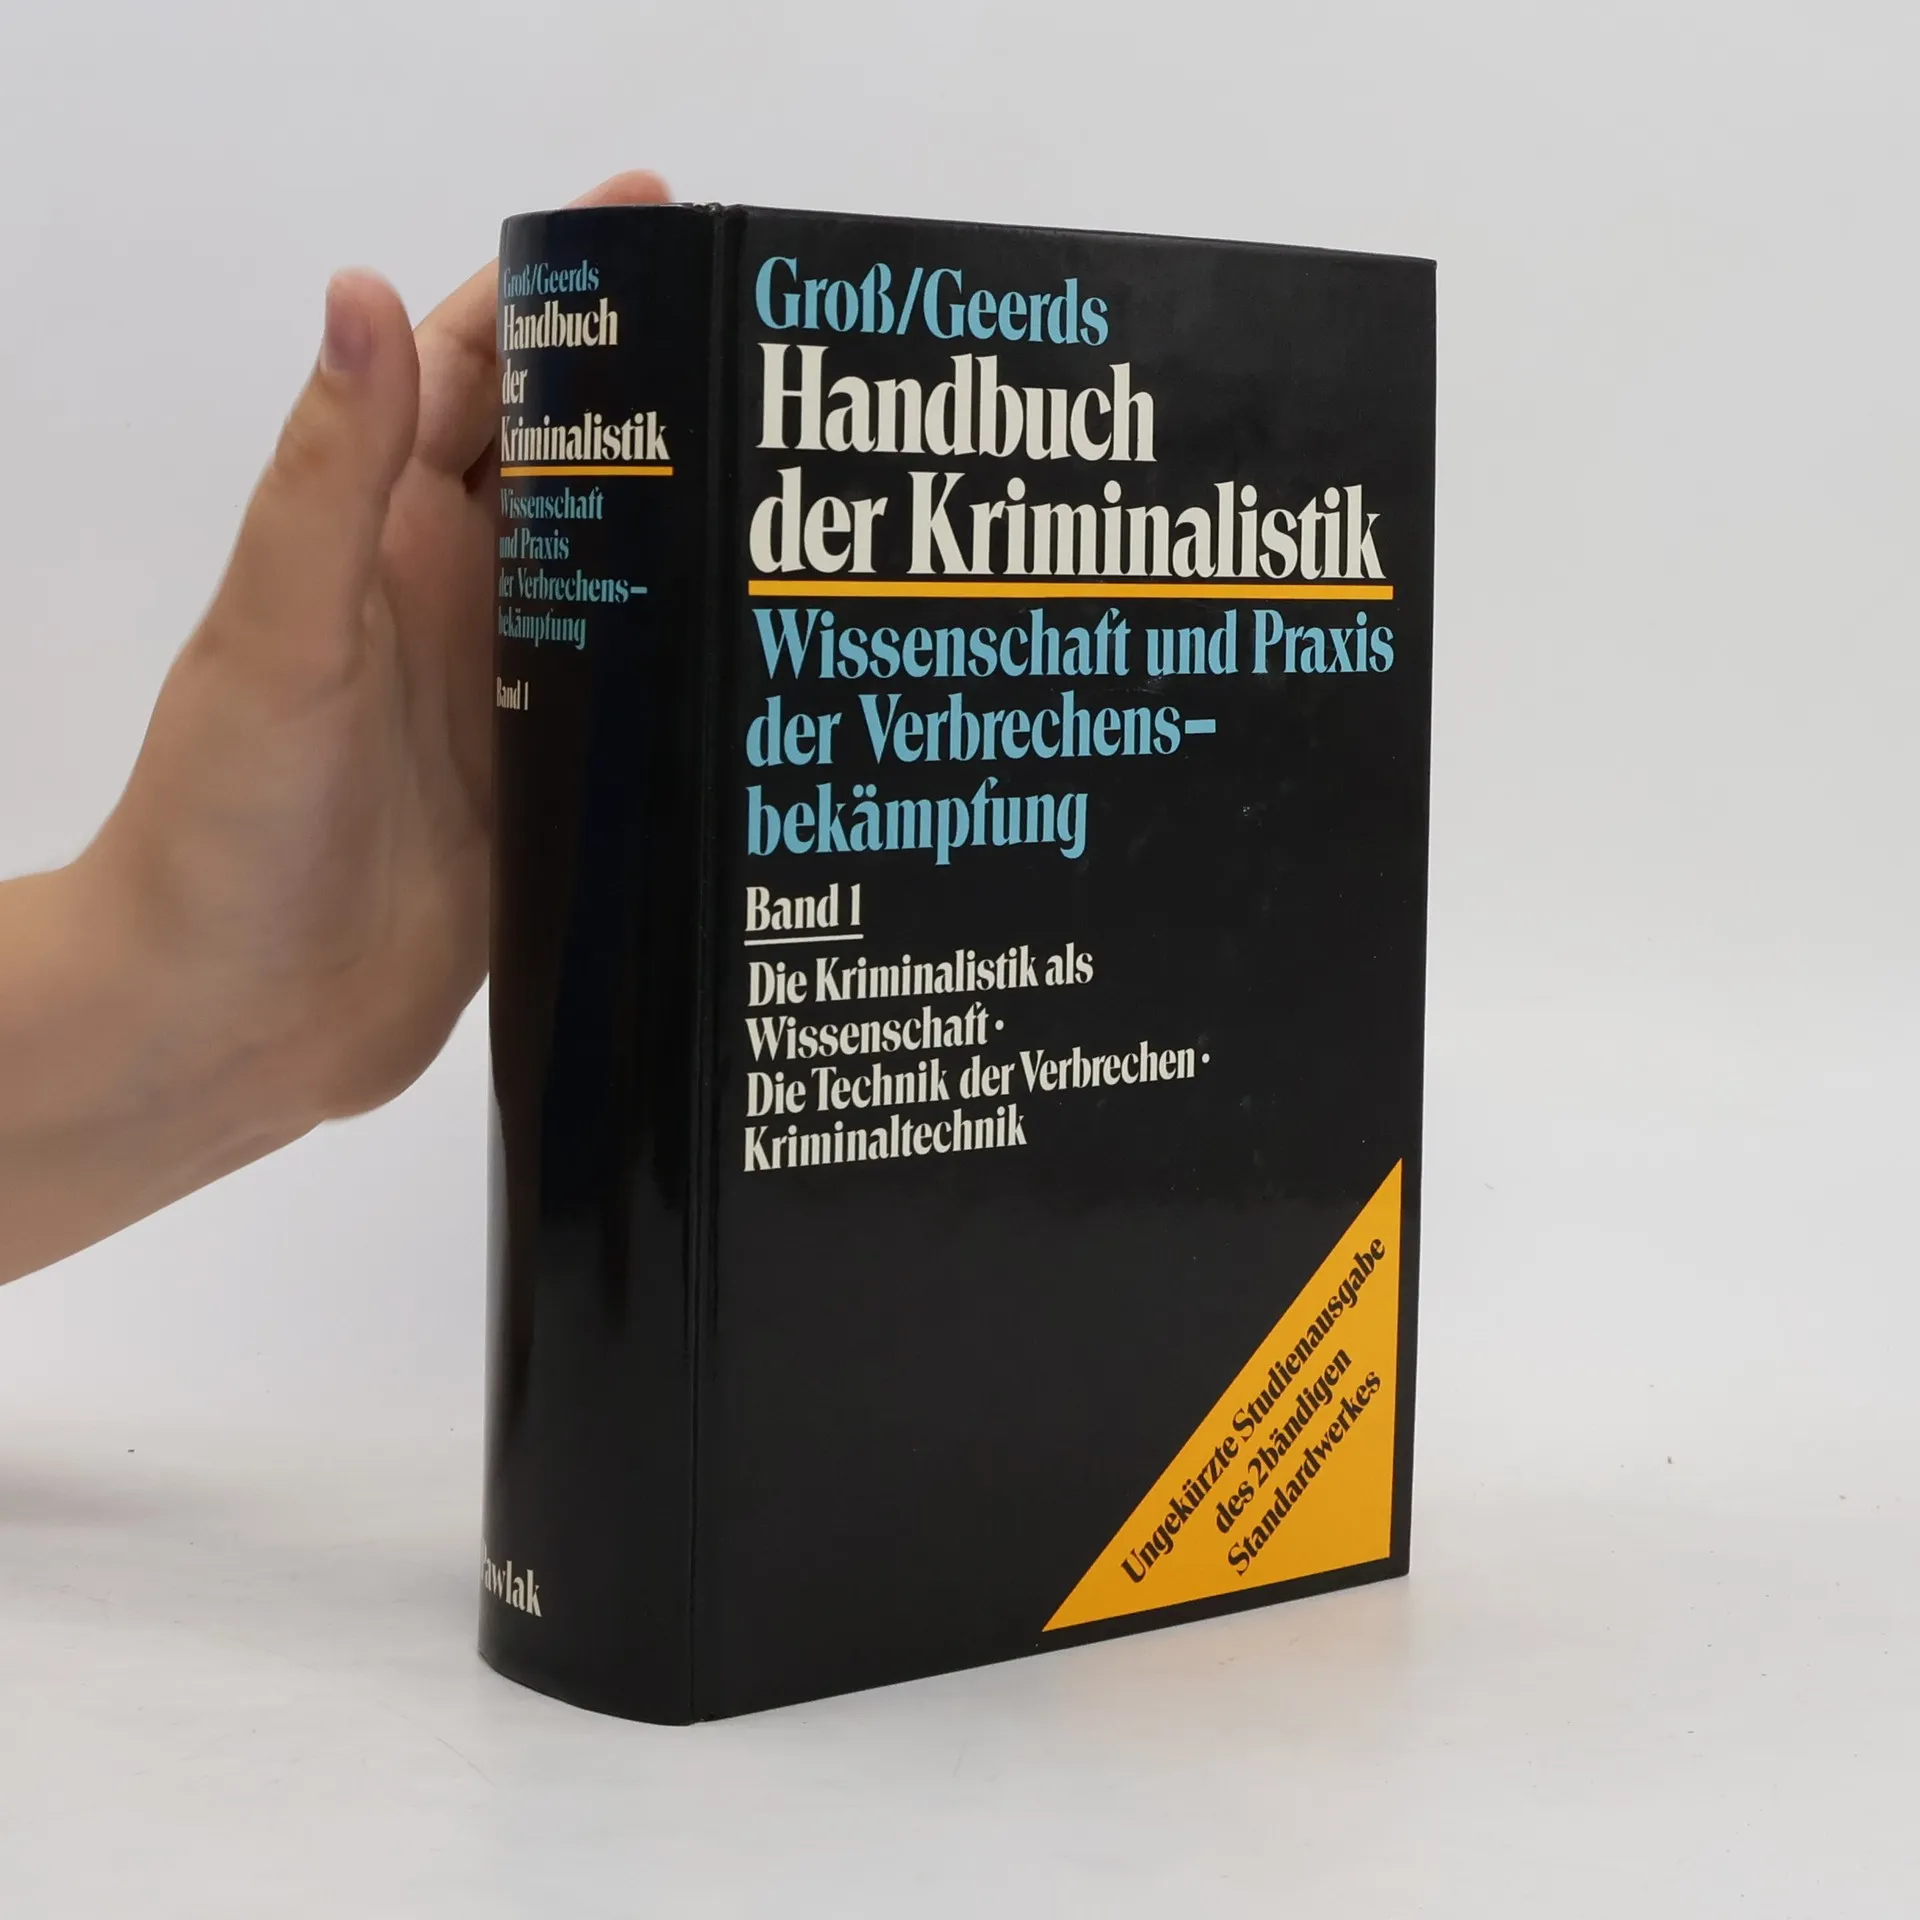 Groß/Geerds
Handbuch
der
Kriminalistik
Wissenschaft
und Praxis
der Verbrechens-
bekämpfung
Band 1
Pawlak
Groß/Geerds
Handbuch
der Kriminalistik
Wissenschaft und Praxis
der Verbrechens-
bekämpfung
Band 1
Die Kriminalistik als
Wissenschaft ·
Die Technik der Verbrechen ·
Kriminaltechnik
Ungekürzte Studienausgabe
des 2bändigen
Standardwerkes